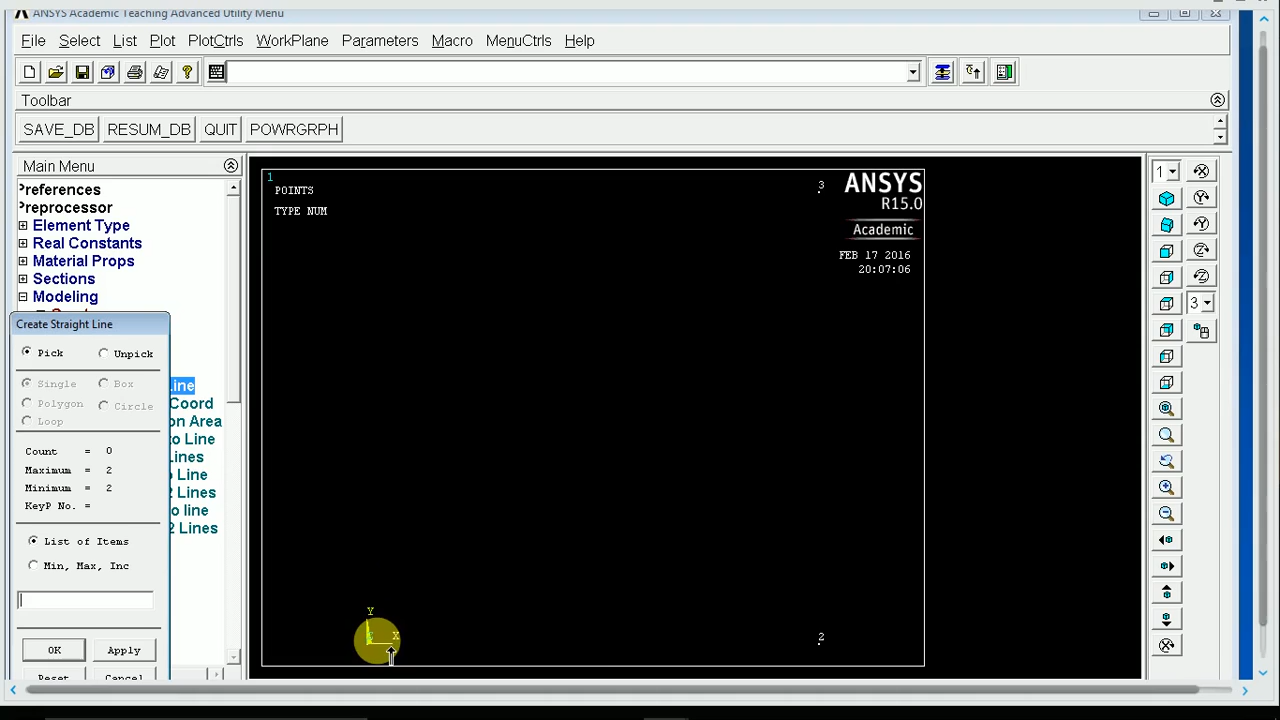 ANSYS Academic Teaching Advanced Utility Menu
File Select List Plot PlotCtrls WorkPlane Parameters Macro MenuCtrls Help
Toolbar
SAVE_DB RESUM_DB QUIT POWRGRPH
Main Menu
Preferences
Preprocessor
Element Type
Real Constants
Material Props
Sections
Modeling
Create Straight Line
Pick Unpick
Single Box
Polygon Circle
Loop
Count = 0
Maximum = 2
Minimum = 2
KeyP No. =
List of Items
Min, Max, Inc
OK Apply
Reset Cancel
Line
Coord
on Area
to Line
Lines
Line
2 Lines
to line
2 Lines
1
POINTS
TYPE NUM
3
ANSYS
R15.0
Academic
FEB 17 2016
20:07:06
Y
X
2
1
3